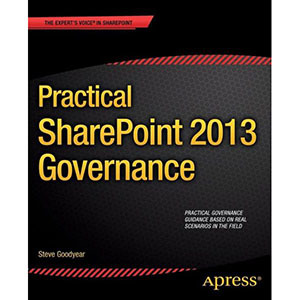 THE EXPERT'S VOICE® IN SHAREPOINT
Practical
SharePoint 2013
Governance
PRACTICAL GOVERNANCE
GUIDANCE BASED ON REAL
SCENARIOS IN THE FIELD
Steve Goodyear
Apress®